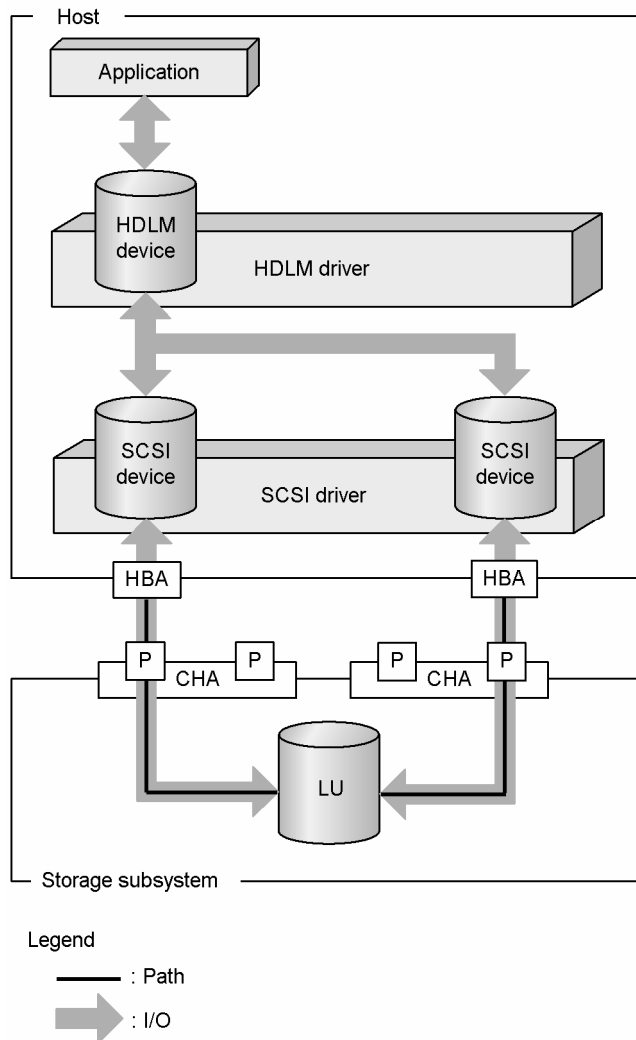 Host
Application
HDLM
device
HDLM driver
SCSI
device
SCSI driver
SCSI
device
HBA
HBA
P
P
CHA
P
P
CHA
LU
Storage subsystem
Legend
: Path
: I/O